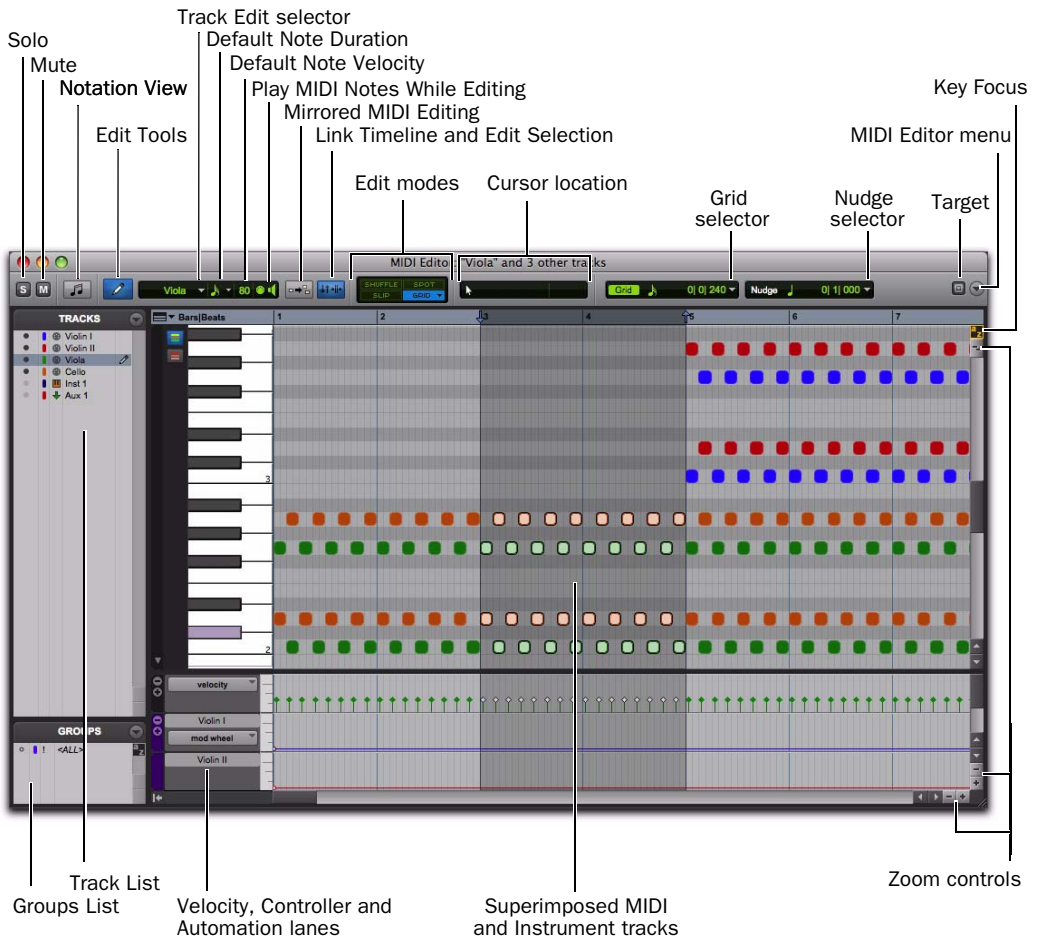 Track Edit selector
Solo
Default Note Duration
Mute
Default Note Velocity
Notation View
Play MIDI Notes While Editing
Key Focus
Mirrored MIDI Editing
Edit Tools
Link Timeline and Edit Selection
MIDI Editor menu
Edit modes
Cursor location
Grid
selector
Nudge
selector
Target
MIDI Editor: "Viola" and 3 other tracks
S M
Viola 80
SHUFFLE SPOT
SLIP GRID
Grid 0| 0| 240
Nudge 0| 1| 000
TRACKS
Bars|Beats 1 2 3 4 5 6 7
Violin I
Violin II
Viola
Cello
Inst 1
Aux 1
3
2
velocity
Violin I
mod wheel
Violin II
GROUPS
! <ALL>
Track List
Groups List
Velocity, Controller and
Automation lanes
Superimposed MIDI
and Instrument tracks
Zoom controls